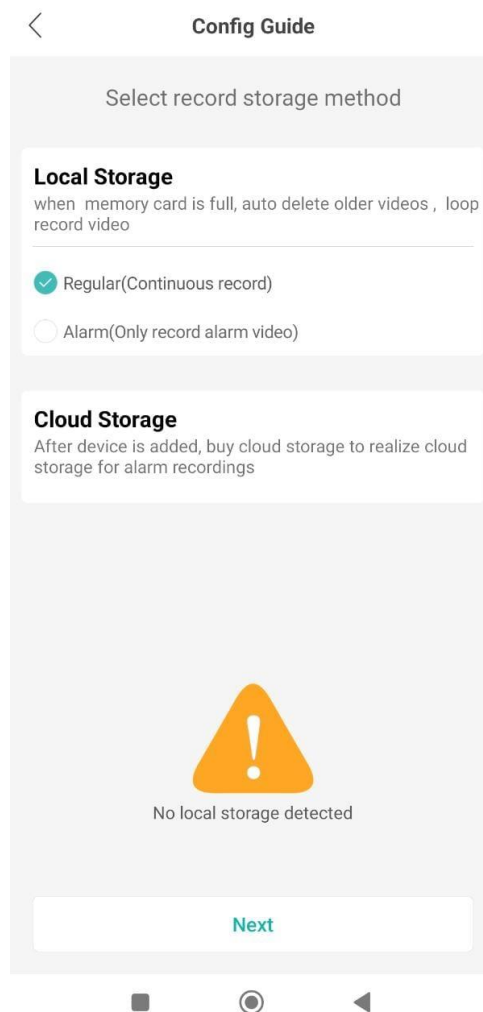 Config Guide
Select record storage method
Local Storage
when  memory card is full, auto delete older videos ,  loop
record video
Regular(Continuous record)
Alarm(Only record alarm video)
Cloud Storage
After device is added, buy cloud storage to realize cloud
storage for alarm recordings
!
No local storage detected
Next